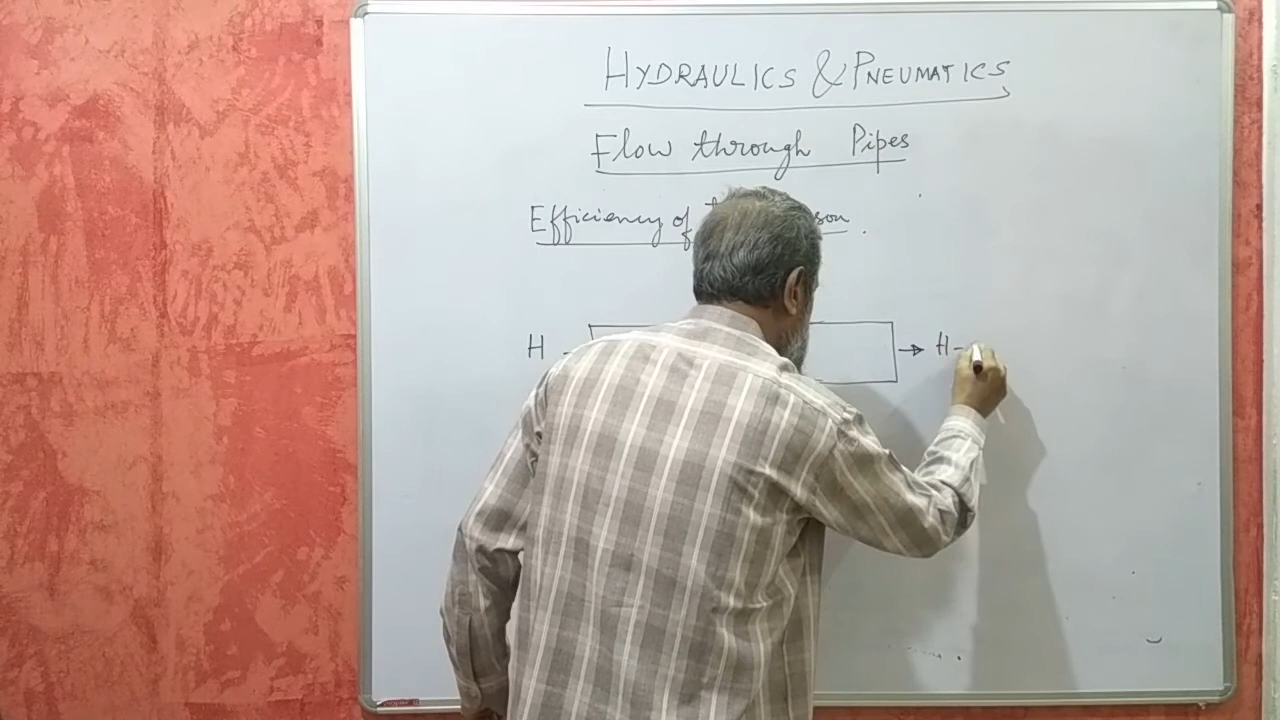 HYDRAULICS & PNEUMATICS
Flow through Pipes
Efficiency of
H
H -